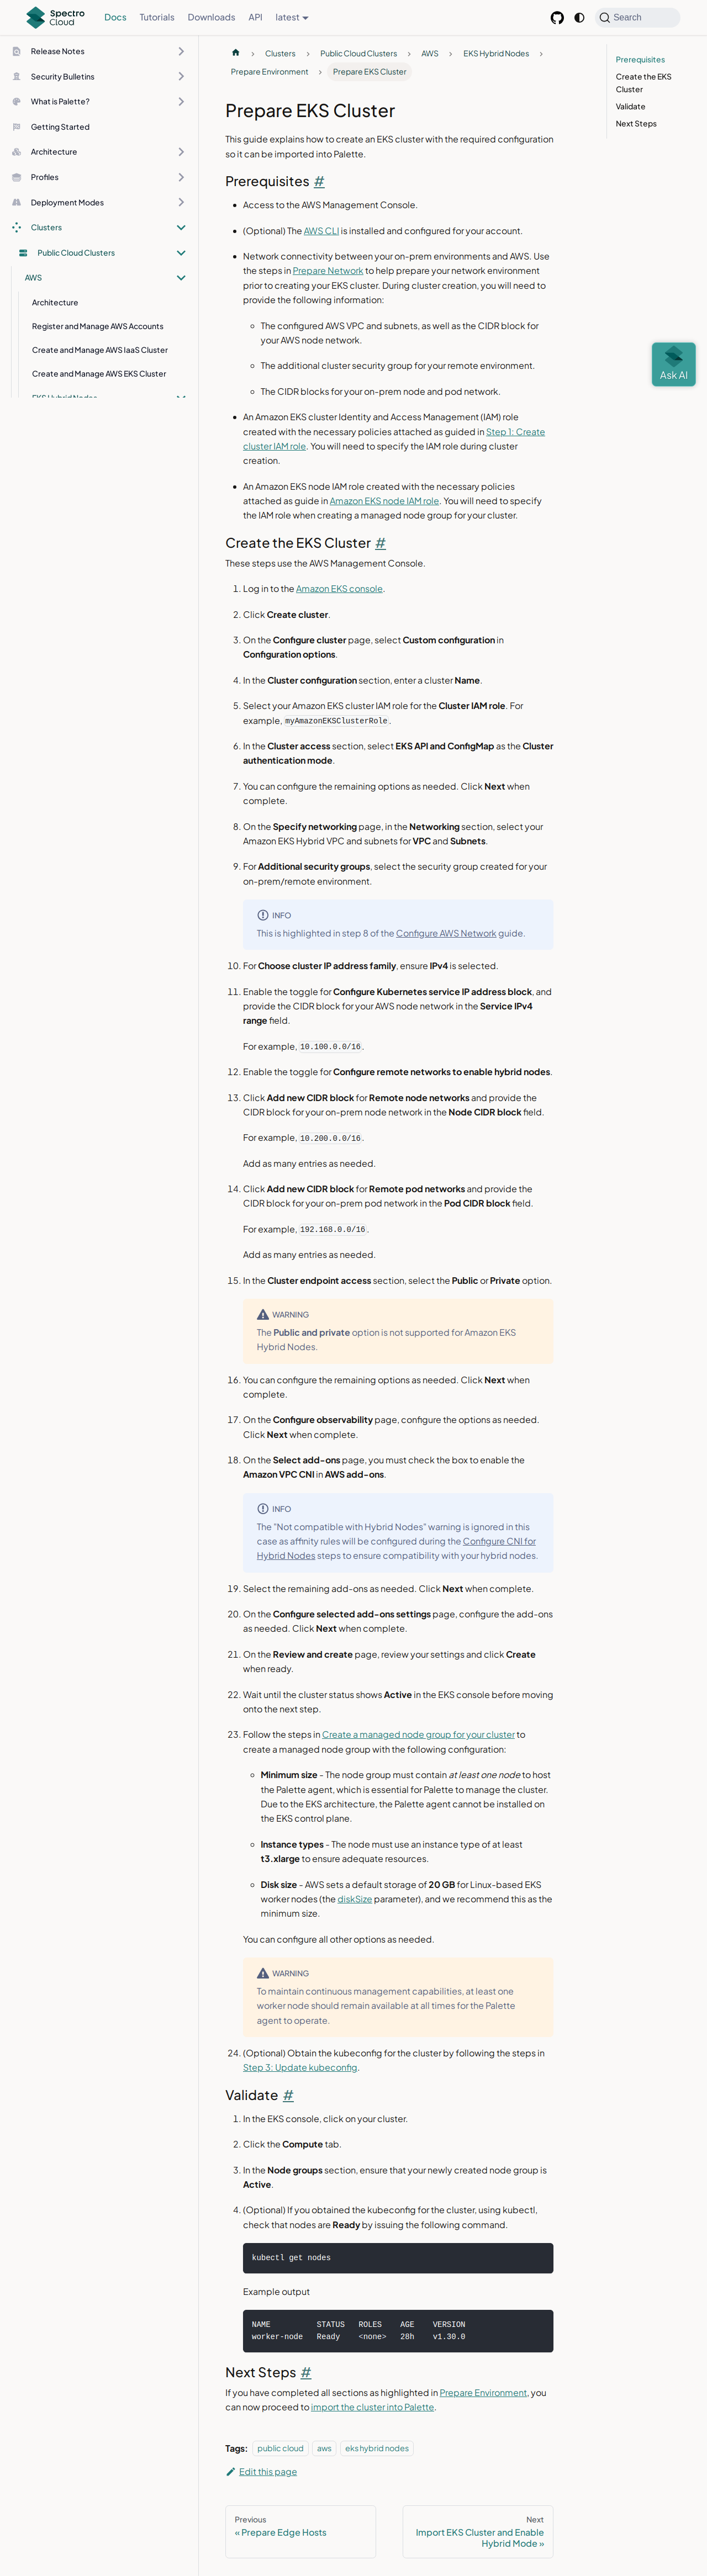 Spectro Cloud
Docs
Tutorials
Downloads
API
latest
Search
Release Notes
Security Bulletins
What is Palette?
Getting Started
Architecture
Profiles
Deployment Modes
Clusters
Public Cloud Clusters
AWS
Architecture
Register and Manage AWS Accounts
Create and Manage AWS IaaS Cluster
Create and Manage AWS EKS Cluster
EKS Hybrid Nodes
Clusters
Public Cloud Clusters
AWS
EKS Hybrid Nodes
Prepare Environment
Prepare EKS Cluster
Prerequisites
Create the EKS
Cluster
Validate
Next Steps
Ask AI
Prepare EKS Cluster
This guide explains how to create an EKS cluster with the required configuration
so it can be imported into Palette.
Prerequisites #
Access to the AWS Management Console.
(Optional) The AWS CLI is installed and configured for your account.
Network connectivity between your on-prem environments and AWS. Use
the steps in Prepare Network to help prepare your network environment
prior to creating your EKS cluster. During cluster creation, you will need to
provide the following information:
The configured AWS VPC and subnets, as well as the CIDR block for
your AWS node network.
The additional cluster security group for your remote environment.
The CIDR blocks for your on-prem node and pod network.
An Amazon EKS cluster Identity and Access Management (IAM) role
created with the necessary policies attached as guided in Step 1: Create
cluster IAM role. You will need to specify the IAM role during cluster
creation.
An Amazon EKS node IAM role created with the necessary policies
attached as guide in Amazon EKS node IAM role. You will need to specify
the IAM role when creating a managed node group for your cluster.
Create the EKS Cluster #
These steps use the AWS Management Console.
1. Log in to the Amazon EKS console.
2. Click Create cluster.
3. On the Configure cluster page, select Custom configuration in
Configuration options.
4. In the Cluster configuration section, enter a cluster Name.
5. Select your Amazon EKS cluster IAM role for the Cluster IAM role. For
example, myAmazonEKSClusterRole.
6. In the Cluster access section, select EKS API and ConfigMap as the Cluster
authentication mode.
7. You can configure the remaining options as needed. Click Next when
complete.
8. On the Specify networking page, in the Networking section, select your
Amazon EKS Hybrid VPC and subnets for VPC and Subnets.
9. For Additional security groups, select the security group created for your
on-prem/remote environment.
INFO
This is highlighted in step 8 of the Configure AWS Network guide.
10. For Choose cluster IP address family, ensure IPv4 is selected.
11. Enable the toggle for Configure Kubernetes service IP address block, and
provide the CIDR block for your AWS node network in the Service IPv4
range field.
For example, 10.100.0.0/16.
12. Enable the toggle for Configure remote networks to enable hybrid nodes.
13. Click Add new CIDR block for Remote node networks and provide the
CIDR block for your on-prem node network in the Node CIDR block field.
For example, 10.200.0.0/16.
Add as many entries as needed.
14. Click Add new CIDR block for Remote pod networks and provide the
CIDR block for your on-prem pod network in the Pod CIDR block field.
For example, 192.168.0.0/16.
Add as many entries as needed.
15. In the Cluster endpoint access section, select the Public or Private option.
WARNING
The Public and private option is not supported for Amazon EKS
Hybrid Nodes.
16. You can configure the remaining options as needed. Click Next when
complete.
17. On the Configure observability page, configure the options as needed.
Click Next when complete.
18. On the Select add-ons page, you must check the box to enable the
Amazon VPC CNI in AWS add-ons.
INFO
The "Not compatible with Hybrid Nodes" warning is ignored in this
case as affinity rules will be configured during the Configure CNI for
Hybrid Nodes steps to ensure compatibility with your hybrid nodes.
19. Select the remaining add-ons as needed. Click Next when complete.
20. On the Configure selected add-ons settings page, configure the add-ons
as needed. Click Next when complete.
21. On the Review and create page, review your settings and click Create
when ready.
22. Wait until the cluster status shows Active in the EKS console before moving
onto the next step.
23. Follow the steps in Create a managed node group for your cluster to
create a managed node group with the following configuration:
Minimum size - The node group must contain at least one node to host
the Palette agent, which is essential for Palette to manage the cluster.
Due to the EKS architecture, the Palette agent cannot be installed on
the EKS control plane.
Instance types - The node must use an instance type of at least
t3.xlarge to ensure adequate resources.
Disk size - AWS sets a default storage of 20 GB for Linux-based EKS
worker nodes (the diskSize parameter), and we recommend this as the
minimum size.
You can configure all other options as needed.
WARNING
To maintain continuous management capabilities, at least one
worker node should remain available at all times for the Palette
agent to operate.
24. (Optional) Obtain the kubeconfig for the cluster by following the steps in
Step 3: Update kubeconfig.
Validate #
1. In the EKS console, click on your cluster.
2. Click the Compute tab.
3. In the Node groups section, ensure that your newly created node group is
Active.
4. (Optional) If you obtained the kubeconfig for the cluster, using kubectl,
check that nodes are Ready by issuing the following command.
kubectl get nodes
Example output
NAME STATUS ROLES AGE VERSION
worker-node Ready <none> 28h v1.30.0
Next Steps #
If you have completed all sections as highlighted in Prepare Environment, you
can now proceed to import the cluster into Palette.
Tags: public cloud aws eks hybrid nodes
Edit this page
Previous
« Prepare Edge Hosts
Next
Import EKS Cluster and Enable
Hybrid Mode »